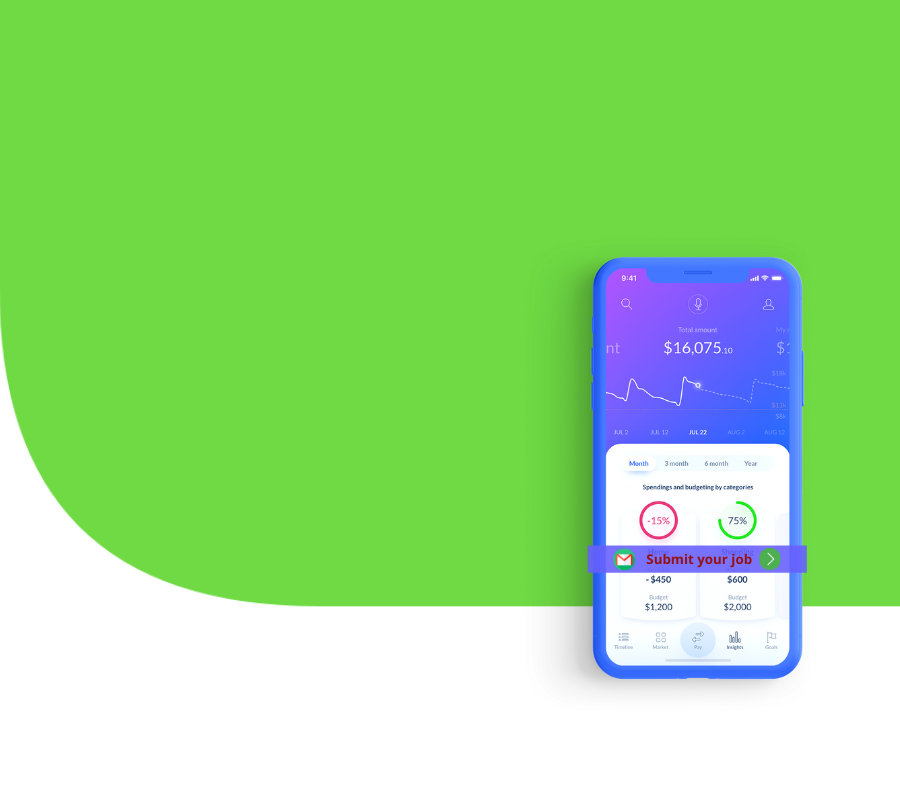 9:41
Total amount
nt $16,075.10 $1
$11k
$8k
JUL 2 JUL 12 JUL 22 AUG 2 AUG 12
Month 3 month 6 month Year
Spendings and budgeting by categories
-15% 75%
Submit your job
- $450 $600
Budget Budget
$1,200 $2,000
Timeline Market Pay Insights Goals